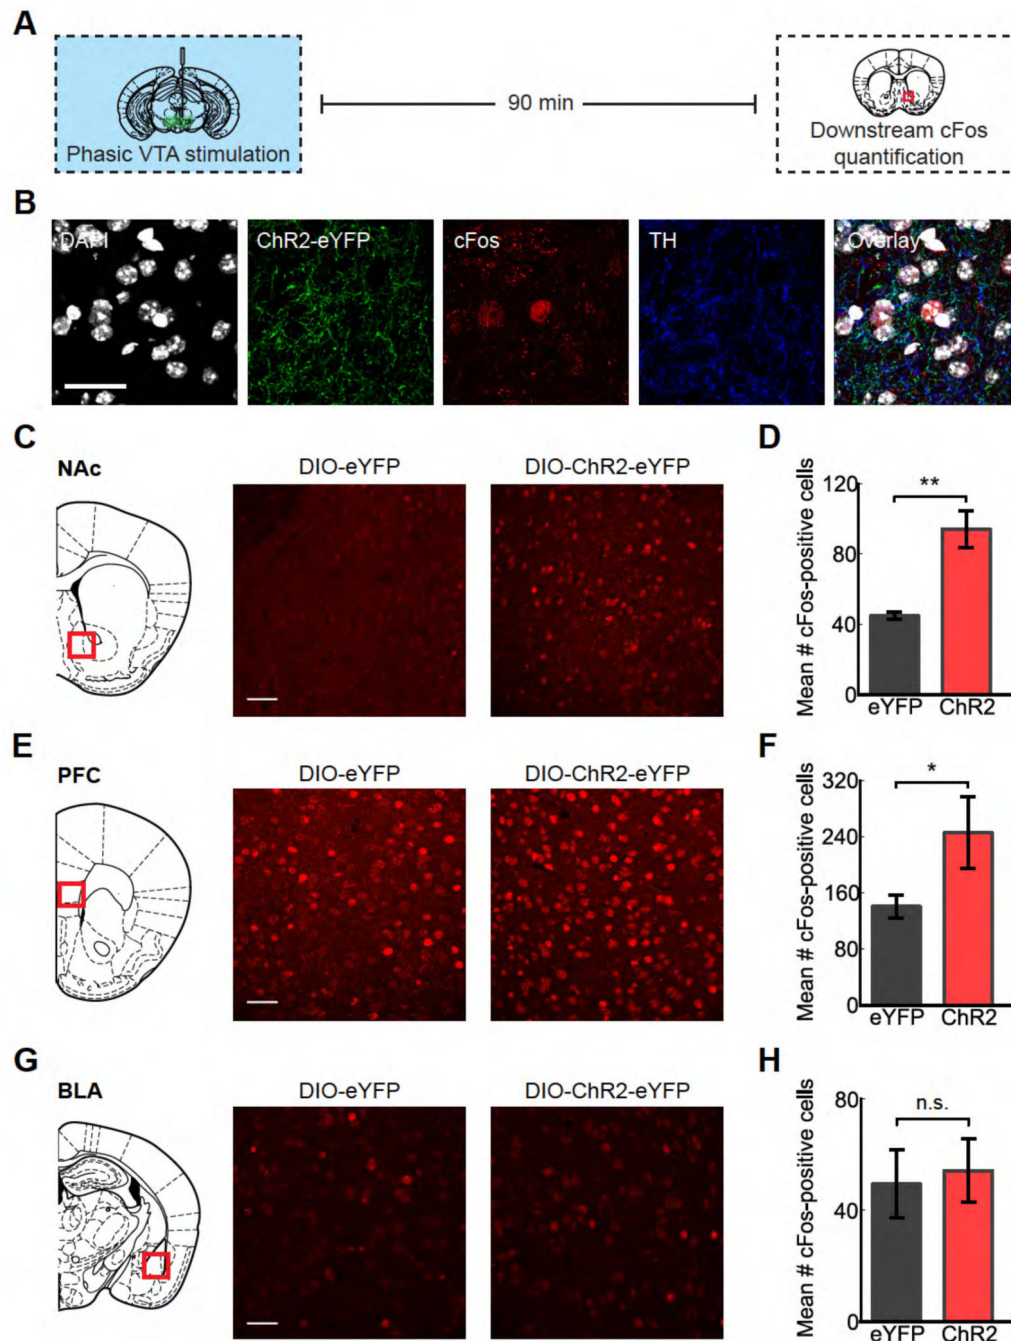 A
Phasic VTA stimulation
90 min
Downstream cFos
quantification
B
DAPI
ChR2-eYFP
cFos
TH
Overlay
C
NAc
DIO-eYFP
DIO-ChR2-eYFP
D
Mean # cFos-positive cells
120
80
40
0
**
eYFP
ChR2
E
PFC
DIO-eYFP
DIO-ChR2-eYFP
F
Mean # cFos-positive cells
320
240
160
80
0
*
eYFP
ChR2
G
BLA
DIO-eYFP
DIO-ChR2-eYFP
H
Mean # cFos-positive cells
80
40
0
n.s.
eYFP
ChR2